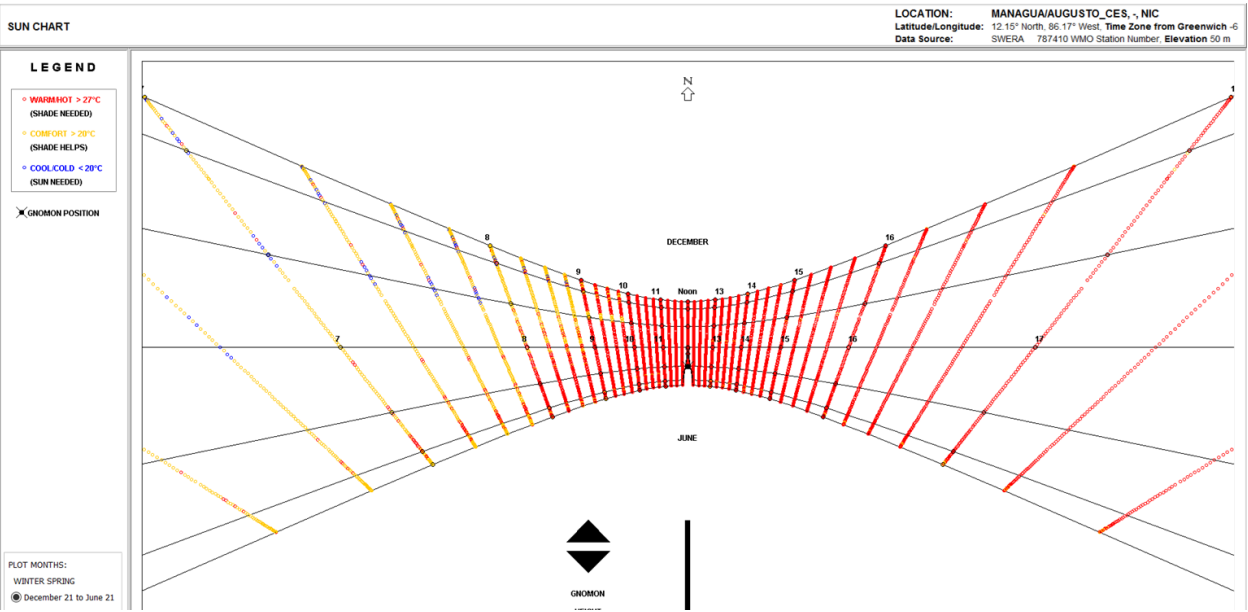 SUN CHART
LOCATION: MANAGUA/AUGUSTO_CES, -, NIC
Latitude/Longitude: 12.15° North, 86.17° West, Time Zone from Greenwich -6
Data Source: SWERA 787410 WMO Station Number, Elevation 50 m
LEGEND
WARM/HOT > 27°C
(SHADE NEEDED)
COMFORT > 20°C
(SHADE HELPS)
COOL/COLD < 20°C
(SUN NEEDED)
GNOMON POSITION
N
DECEMBER
8 16
9 15
10 11 Noon 13 14
7 8 9 10 11 13 14 15 16 17
JUNE
GNOMON
HEIGHT
PLOT MONTHS:
WINTER SPRING
December 21 to June 21